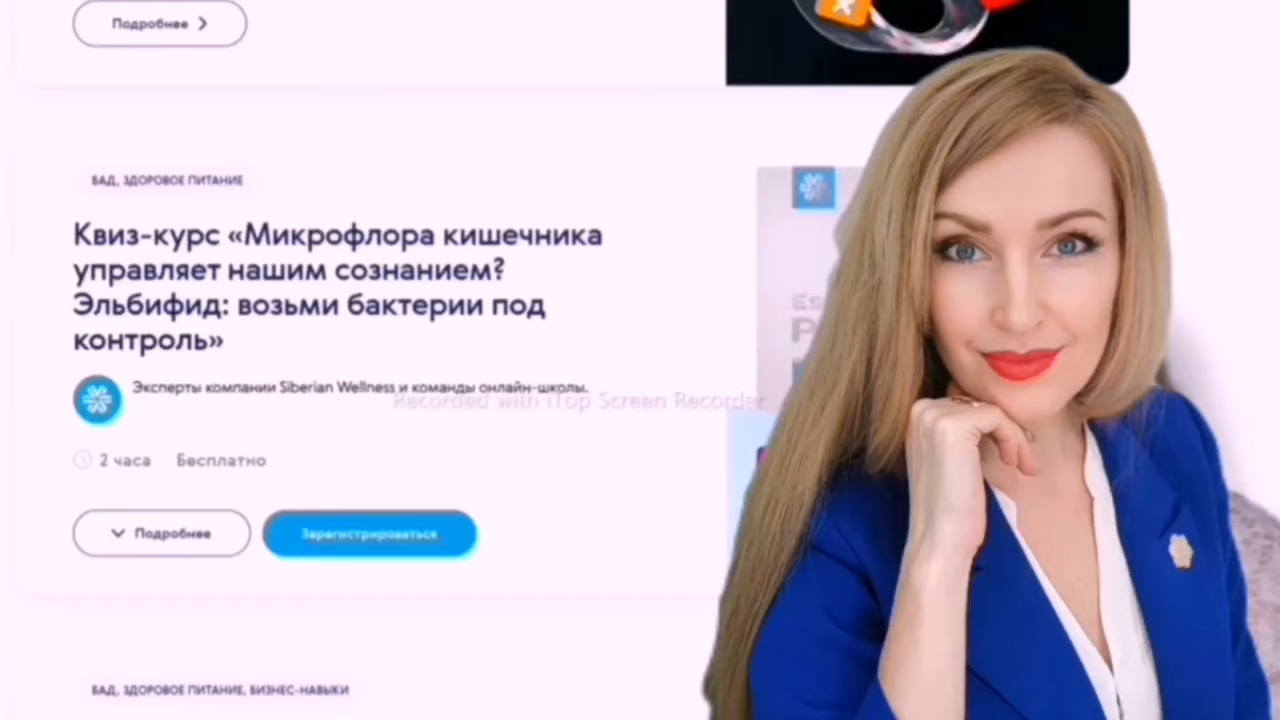 Подробнее
БАД, ЗДОРОВОЕ ПИТАНИЕ
Квиз-курс «Микрофлора кишечника
управляет нашим сознанием?
Эльбифид: возьми бактерии под
контроль»
Эксперты компании Siberian Wellness и команды онлайн-школы.
Recorded with iTop Screen Recorder
2 часа Бесплатно
Подробнее Зарегистрироваться
БАД, ЗДОРОВОЕ ПИТАНИЕ, БИЗНЕС-НАВЫКИ